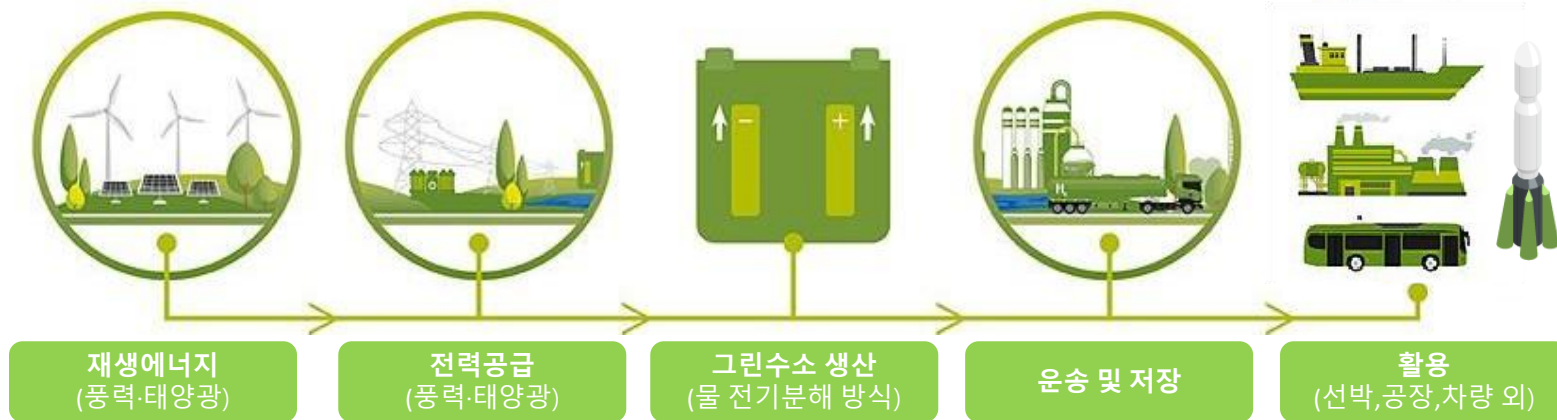 - +
H₂
재생에너지
(풍력·태양광)
전력공급
(풍력·태양광)
그린수소 생산
(물 전기분해 방식)
운송 및 저장
활용
(선박,공장,차량 외)